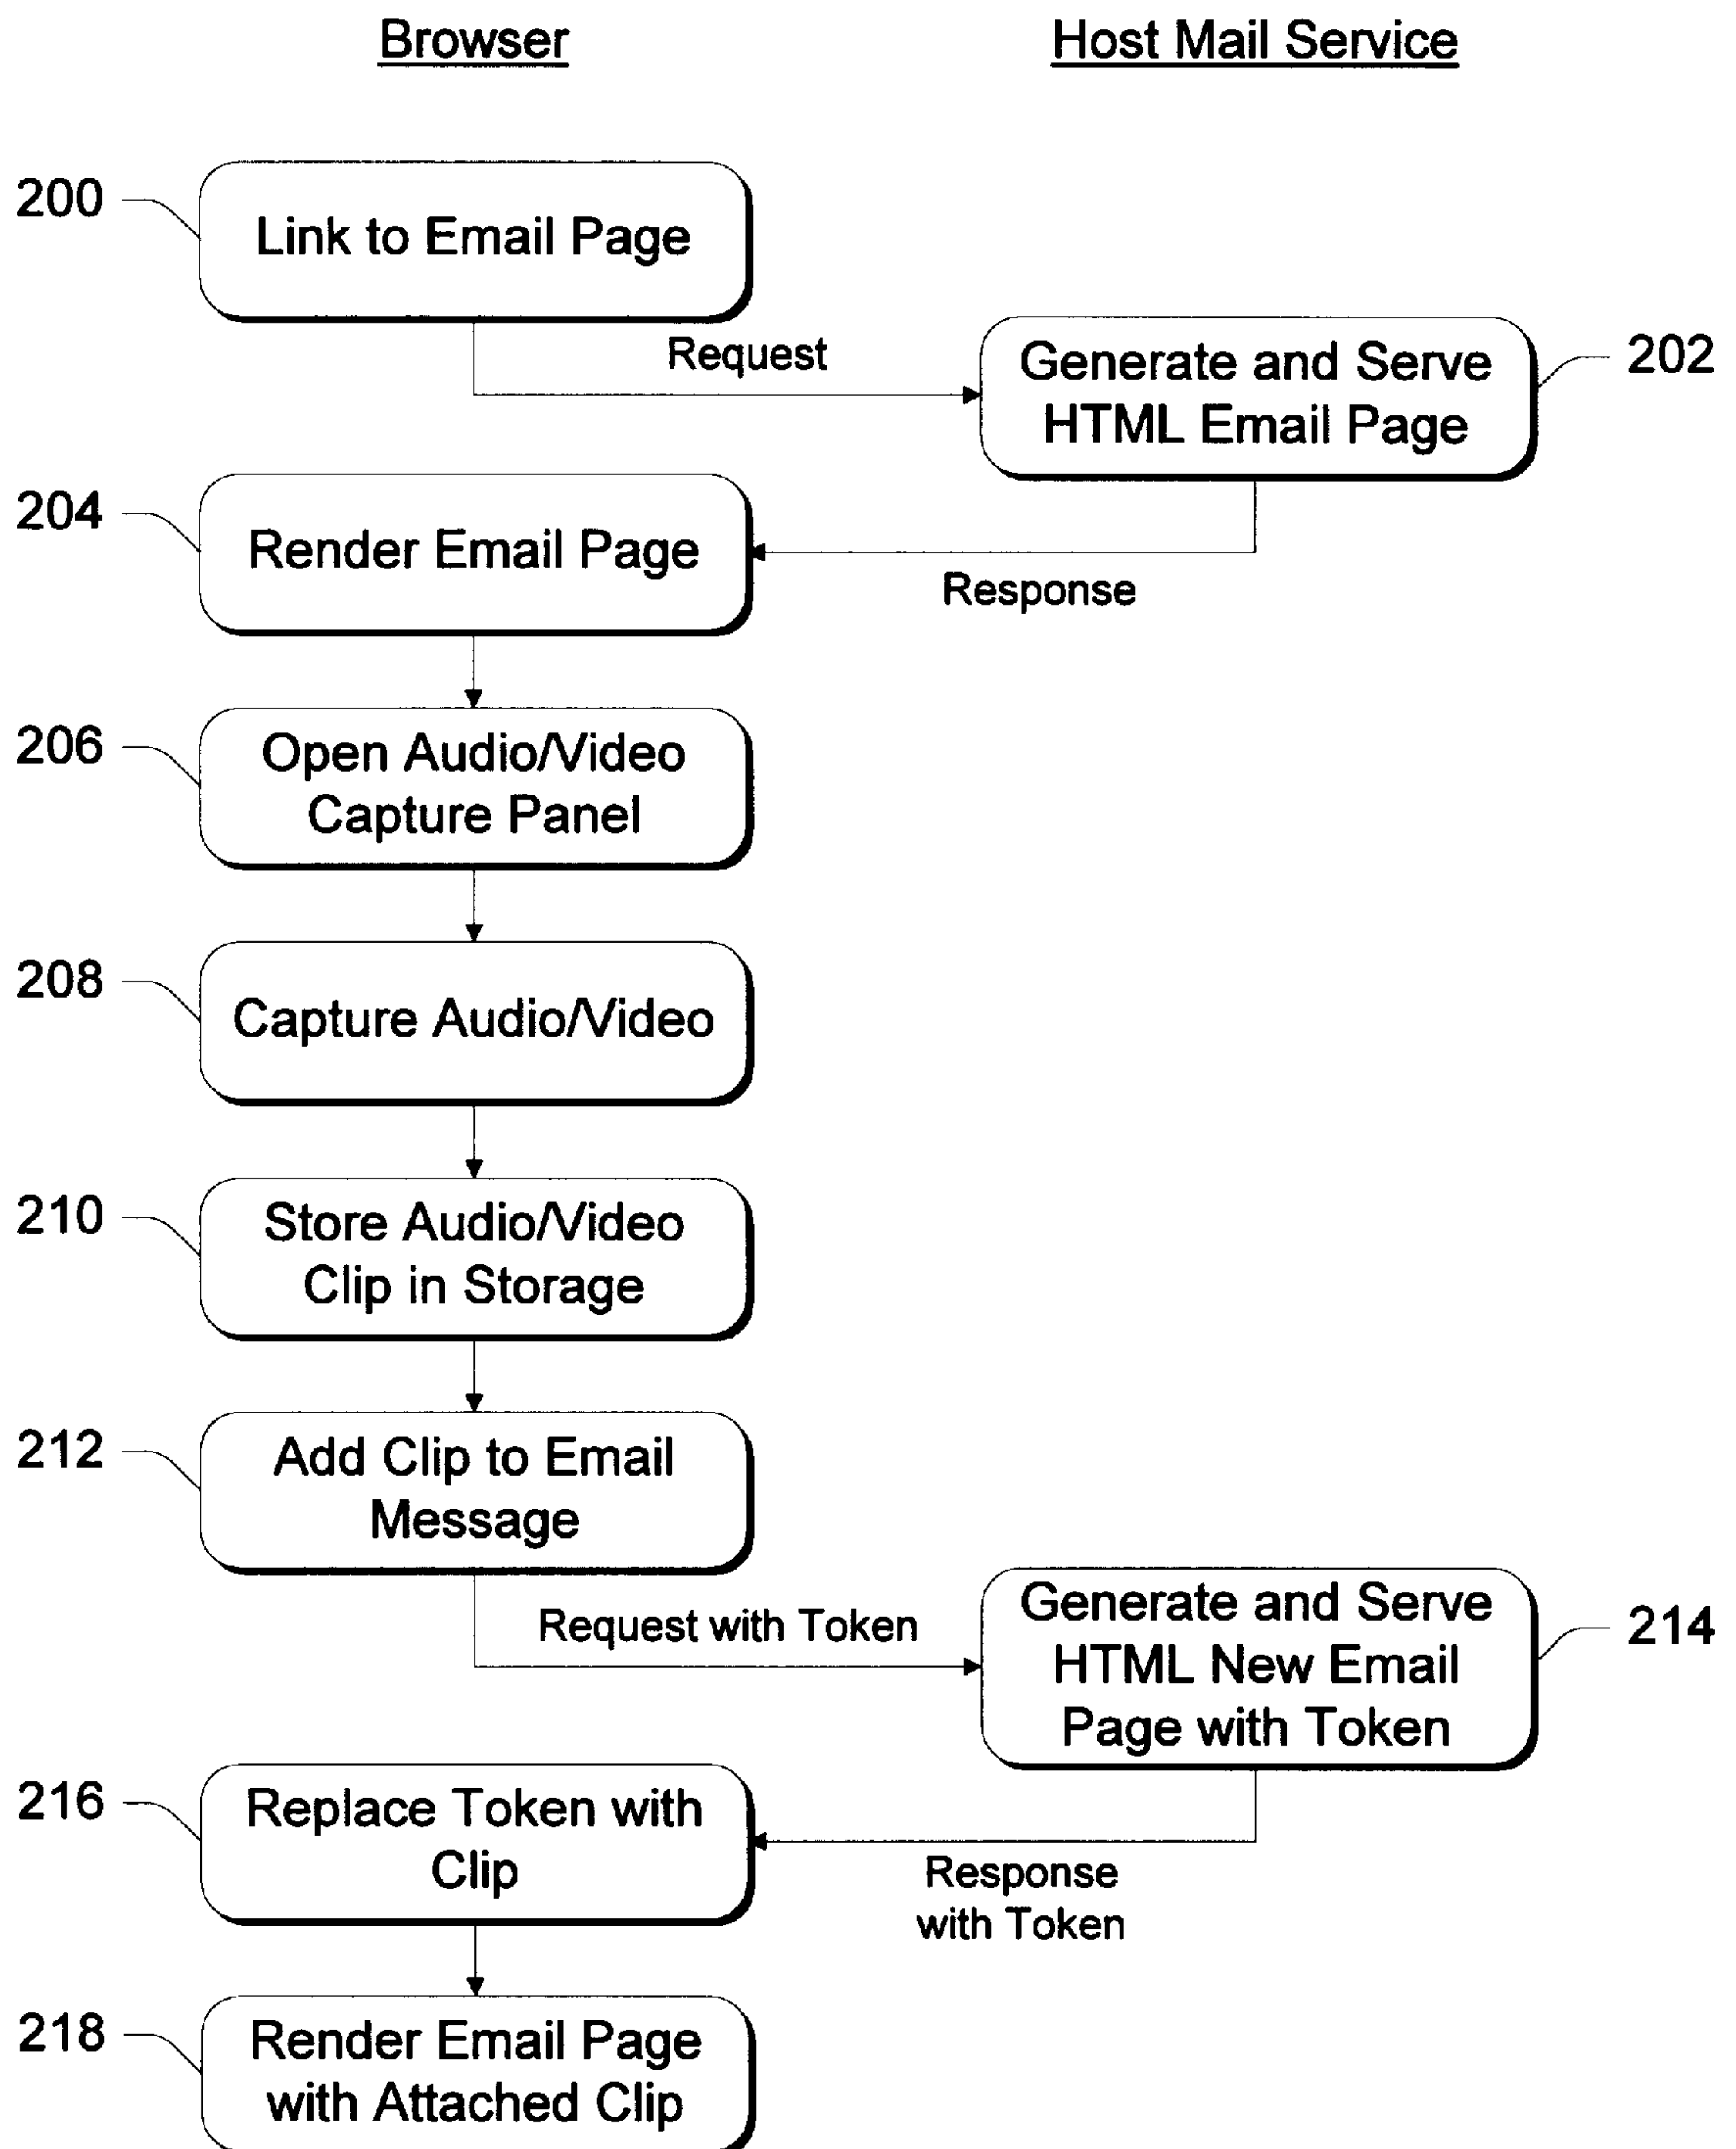 Browser
Host Mail Service
200
Link to Email Page
Request
Generate and Serve
HTML Email Page
202
204
Render Email Page
Response
206
Open Audio/Video
Capture Panel
208
Capture Audio/Video
210
Store Audio/Video
Clip in Storage
212
Add Clip to Email
Message
Request with Token
Generate and Serve
HTML New Email
Page with Token
214
216
Replace Token with
Clip
Response
with Token
218
Render Email Page
with Attached Clip